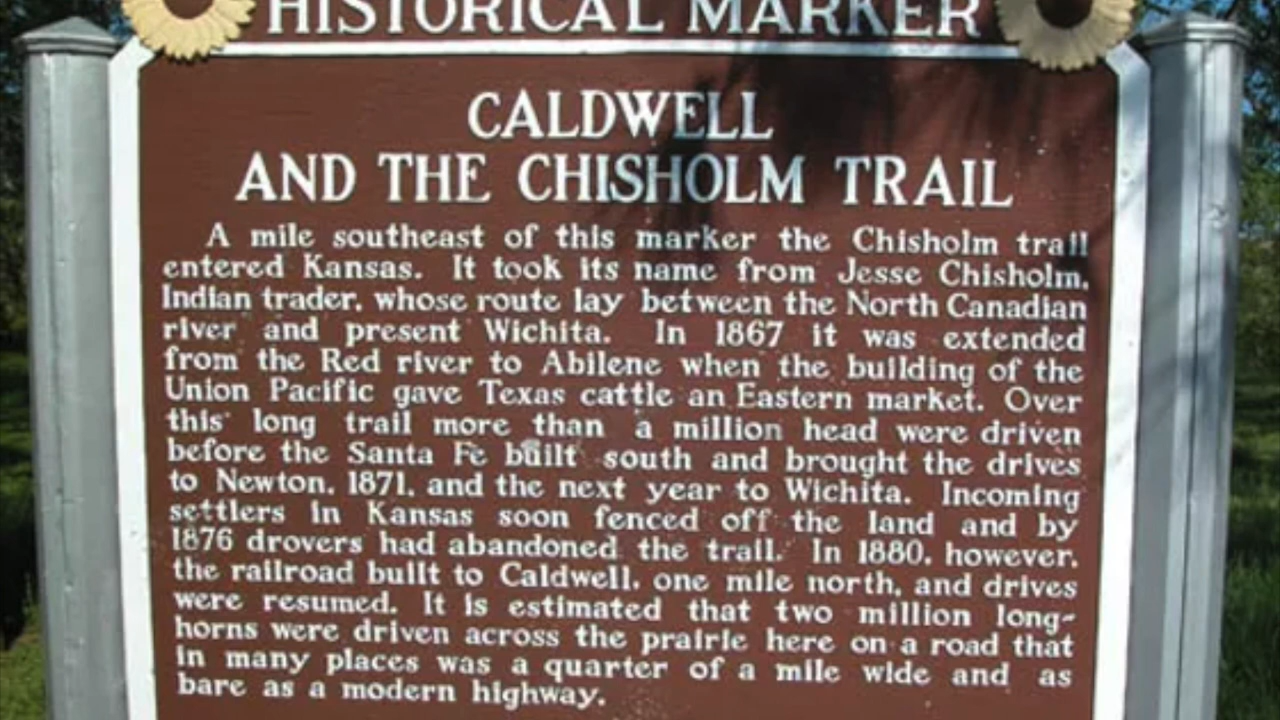 HISTORICAL MARKER
CALDWELL
AND THE CHISHOLM TRAIL
A mile southeast of this marker the Chisholm trail
entered Kansas. It took its name from Jesse Chisholm,
Indian trader, whose route lay between the North Canadian
river and present Wichita. In 1867 it was extended
from the Red river to Abilene when the building of the
Union Pacific gave Texas cattle an Eastern market. Over
this long trail more than a million head were driven
before the Santa Fe built south and brought the drives
to Newton, 1871, and the next year to Wichita. Incoming
settlers in Kansas soon fenced off the land and by
1876 drovers had abandoned the trail. In 1880, however,
the railroad built to Caldwell, one mile north, and drives
were resumed. It is estimated that two million long-
horns were driven across the prairie here on a road that
in many places was a quarter of a mile wide and as
bare as a modern highway.